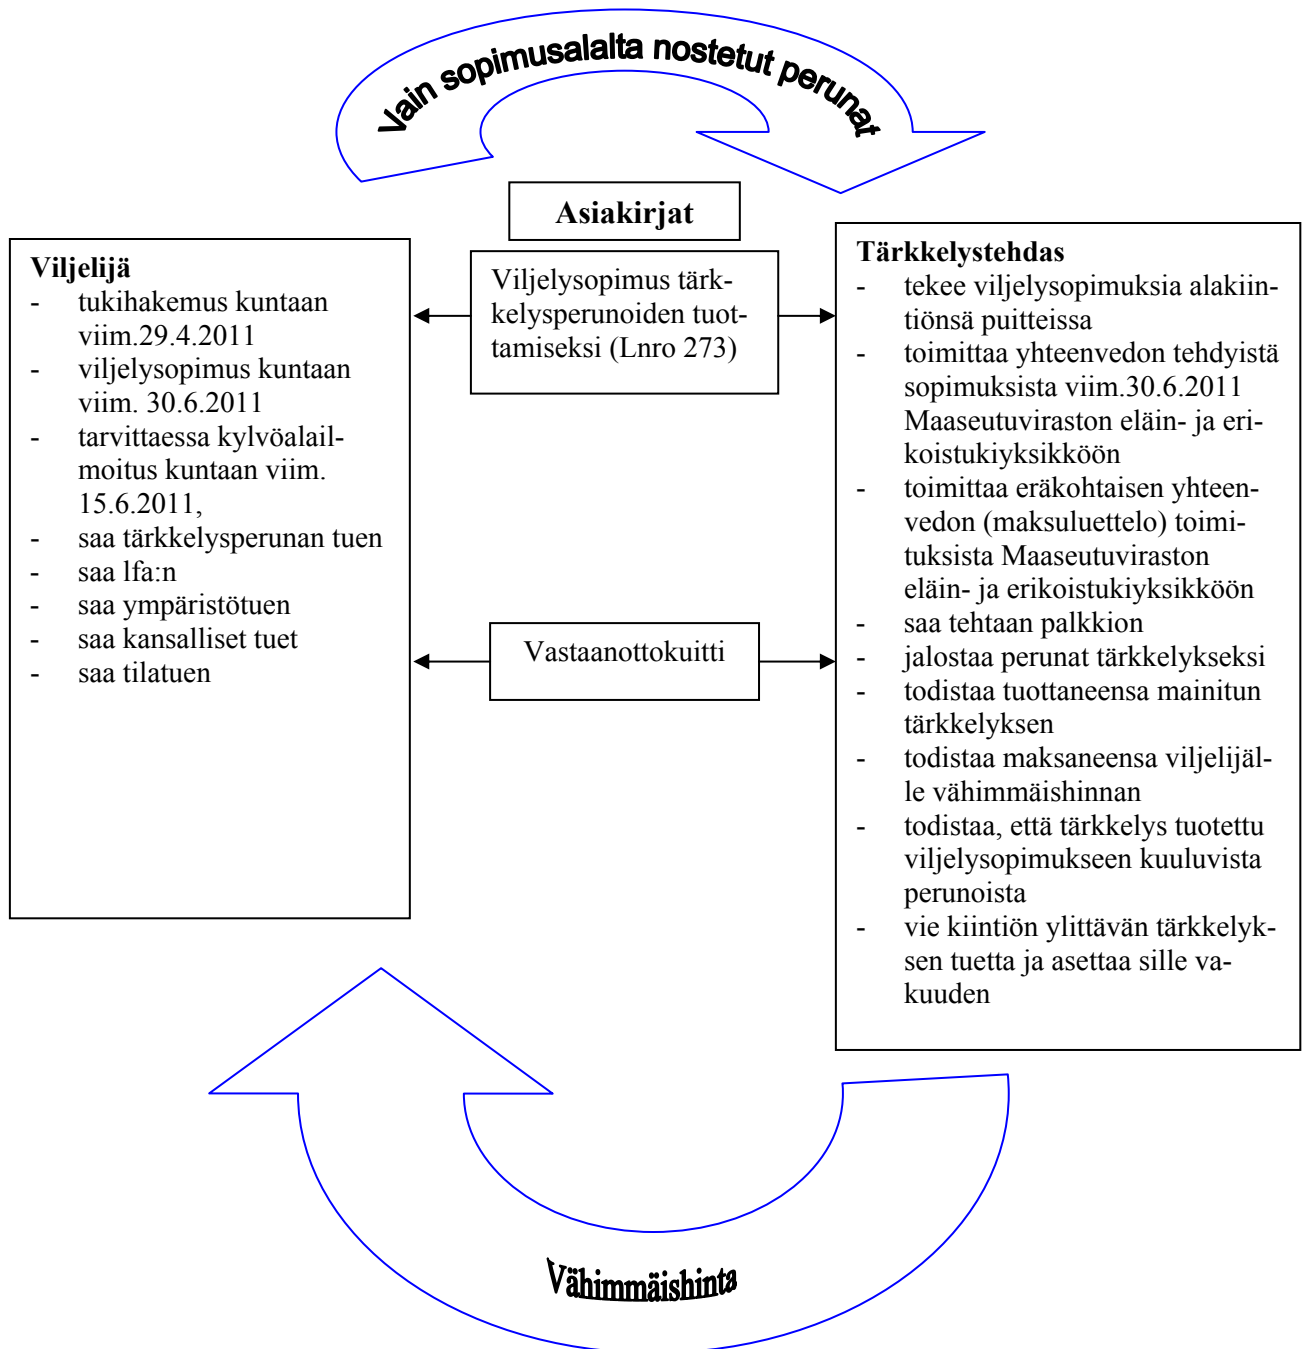 Vain sopimusalalta nostetut perunat
Asiakirjat
Viljelijä
- tukihakemus kuntaan
viim.29.4.2011
- viljelysopimus kuntaan
viim. 30.6.2011
- tarvittaessa kylvöalail-
moitus kuntaan viim.
15.6.2011,
- saa tärkkelysperunan tuen
- saa lfa:n
- saa ympäristötuen
- saa kansalliset tuet
- saa tilatuen
Viljelysopimus tärk-
kelysperunoiden tuot-
tamiseksi (Lnro 273)
Vastaanottokuitti
Tärkkelystehdas
- tekee viljelysopimuksia alakiin-
tiönsä puitteissa
- toimittaa yhteenvedon tehdyistä
sopimuksista viim.30.6.2011
Maaseutuviraston eläin- ja eri-
koistukiyksikköön
- toimittaa eräkohtaisen yhteen-
vedon (maksuluettelo) toimi-
tuksista Maaseutuviraston
eläin- ja erikoistukiyksikköön
- saa tehtaan palkkion
- jalostaa perunat tärkkelykseksi
- todistaa tuottaneensa mainitun
tärkkelyksen
- todistaa maksaneensa viljelijäl-
le vähimmäishinnan
- todistaa, että tärkkelys tuotettu
viljelysopimukseen kuuluvista
perunoista
- vie kiintiön ylittävän tärkkelyk-
sen tuetta ja asettaa sille va-
kuuden
Vähimmäishinta